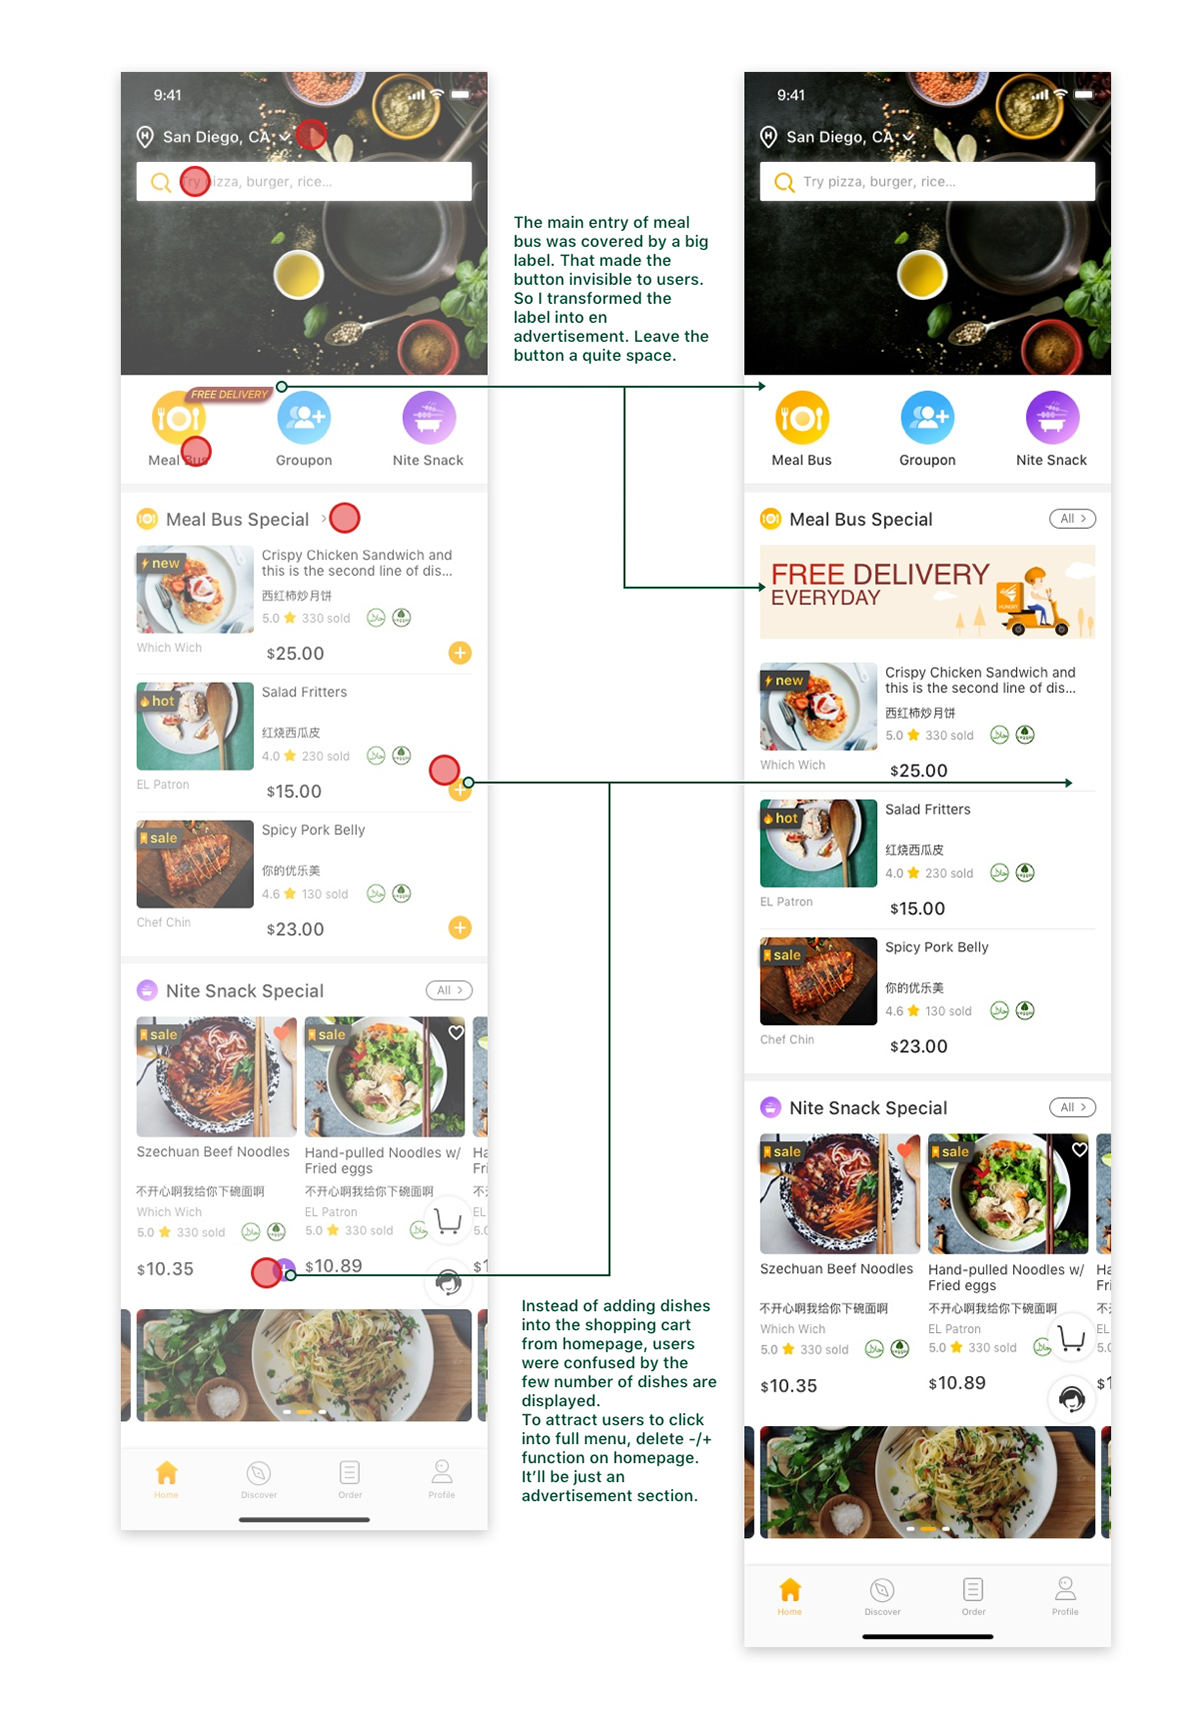 9:41
San Diego, CA
Try pizza, burger, rice...
FREE DELIVERY
Meal Bus
Groupon
Nite Snack
Meal Bus Special
new
Crispy Chicken Sandwich and
this is the second line of dis...
西红柿炒月饼
5.0 330 sold
veggie
Which Wich
$25.00
hot
Salad Fritters
红烧西瓜皮
4.0 230 sold
veggie
EL Patron
$15.00
sale
Spicy Pork Belly
你的优乐美
4.6 130 sold
veggie
Chef Chin
$23.00
Nite Snack Special
All >
sale
sale
Szechuan Beef Noodles
Hand-pulled Noodles w/
Fried eggs
Ha
Fri
不开心啊我给你下碗面啊
不开心啊我给你下碗面啊
不
Which Wich
EL Patron
EL
5.0 330 sold
veggie
5.0 330 sold
5.0
$10.35
$10.89
$1
Home
Discover
Order
Profile
The main entry of meal
bus was covered by a big
label. That made the
button invisible to users.
So I transformed the
label into en
advertisement. Leave the
button a quite space.
Instead of adding dishes
into the shopping cart
from homepage, users
were confused by the
few number of dishes are
displayed.
To attract users to click
into full menu, delete -/+
function on homepage.
It’ll be just an
advertisement section.
9:41
San Diego, CA
Try pizza, burger, rice...
Meal Bus
Groupon
Nite Snack
Meal Bus Special
All >
FREE DELIVERY
EVERYDAY
HUNGRY
new
Crispy Chicken Sandwich and
this is the second line of dis...
西红柿炒月饼
5.0 330 sold
veggie
Which Wich
$25.00
hot
Salad Fritters
红烧西瓜皮
4.0 230 sold
veggie
EL Patron
$15.00
sale
Spicy Pork Belly
你的优乐美
4.6 130 sold
veggie
Chef Chin
$23.00
Nite Snack Special
All >
sale
sale
Szechuan Beef Noodles
Hand-pulled Noodles w/
Fried eggs
Ha
Fri
不开心啊我给你下碗面啊
不开心啊我给你下碗面啊
不
Which Wich
EL Patron
EL
5.0 330 sold
veggie
5.0 330 sold
5.0
$10.35
$10.89
$1
Home
Discover
Order
Profile